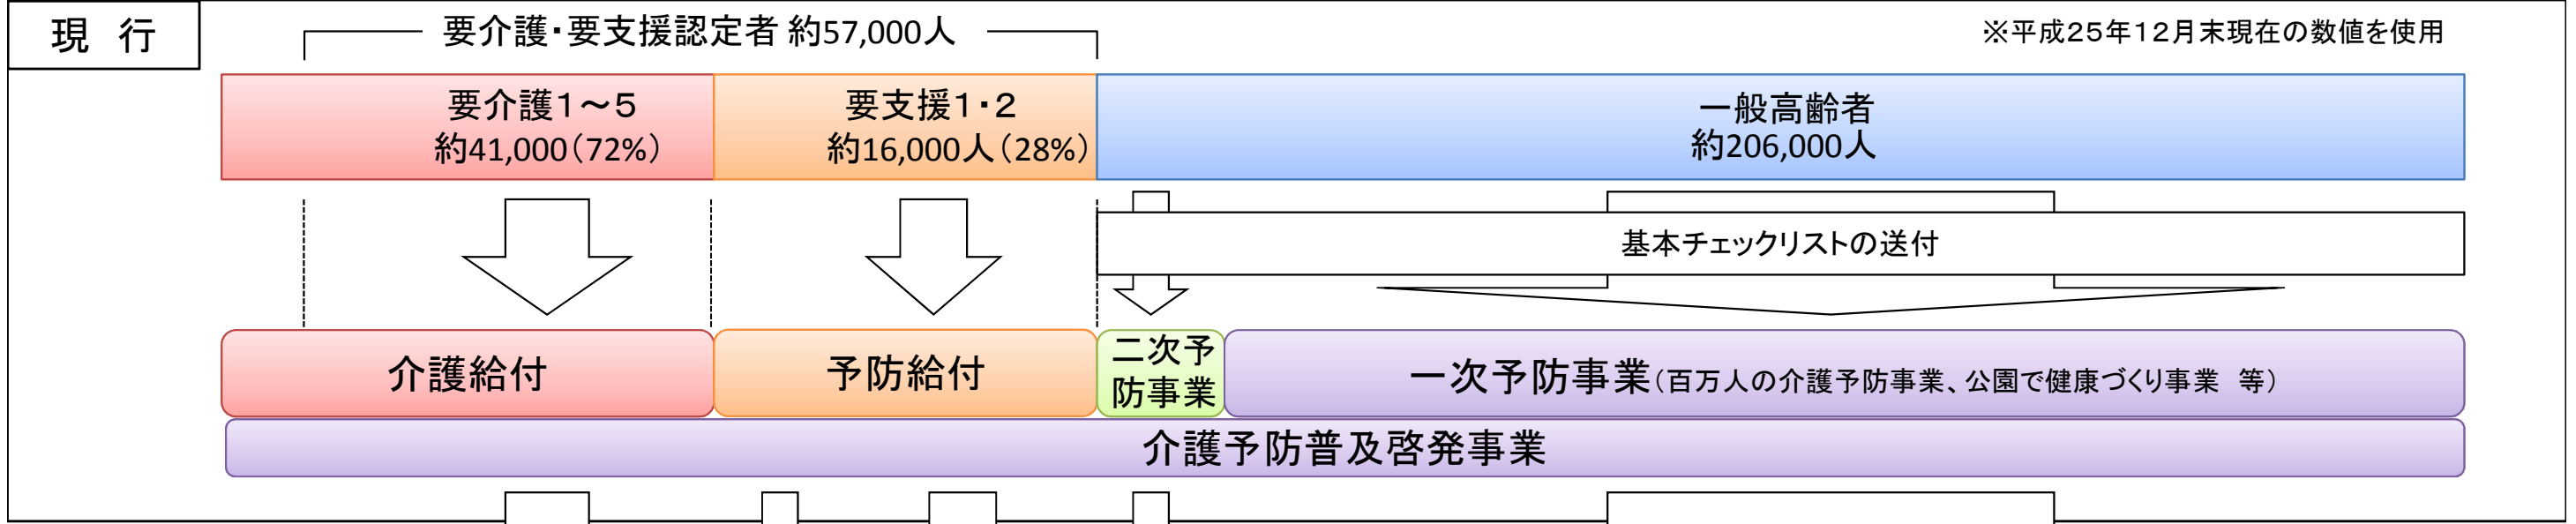 現 行
要介護・要支援認定者 約57,000人
※平成25年12月末現在の数値を使用
要介護1~5
約41,000(72%)
要支援1・2
約16,000人(28%)
一般高齢者
約206,000人
基本チェックリストの送付
介護給付
予防給付
二次予
防事業
一次予防事業(百万人の介護予防事業、公園で健康づくり事業 等)
介護予防普及啓発事業